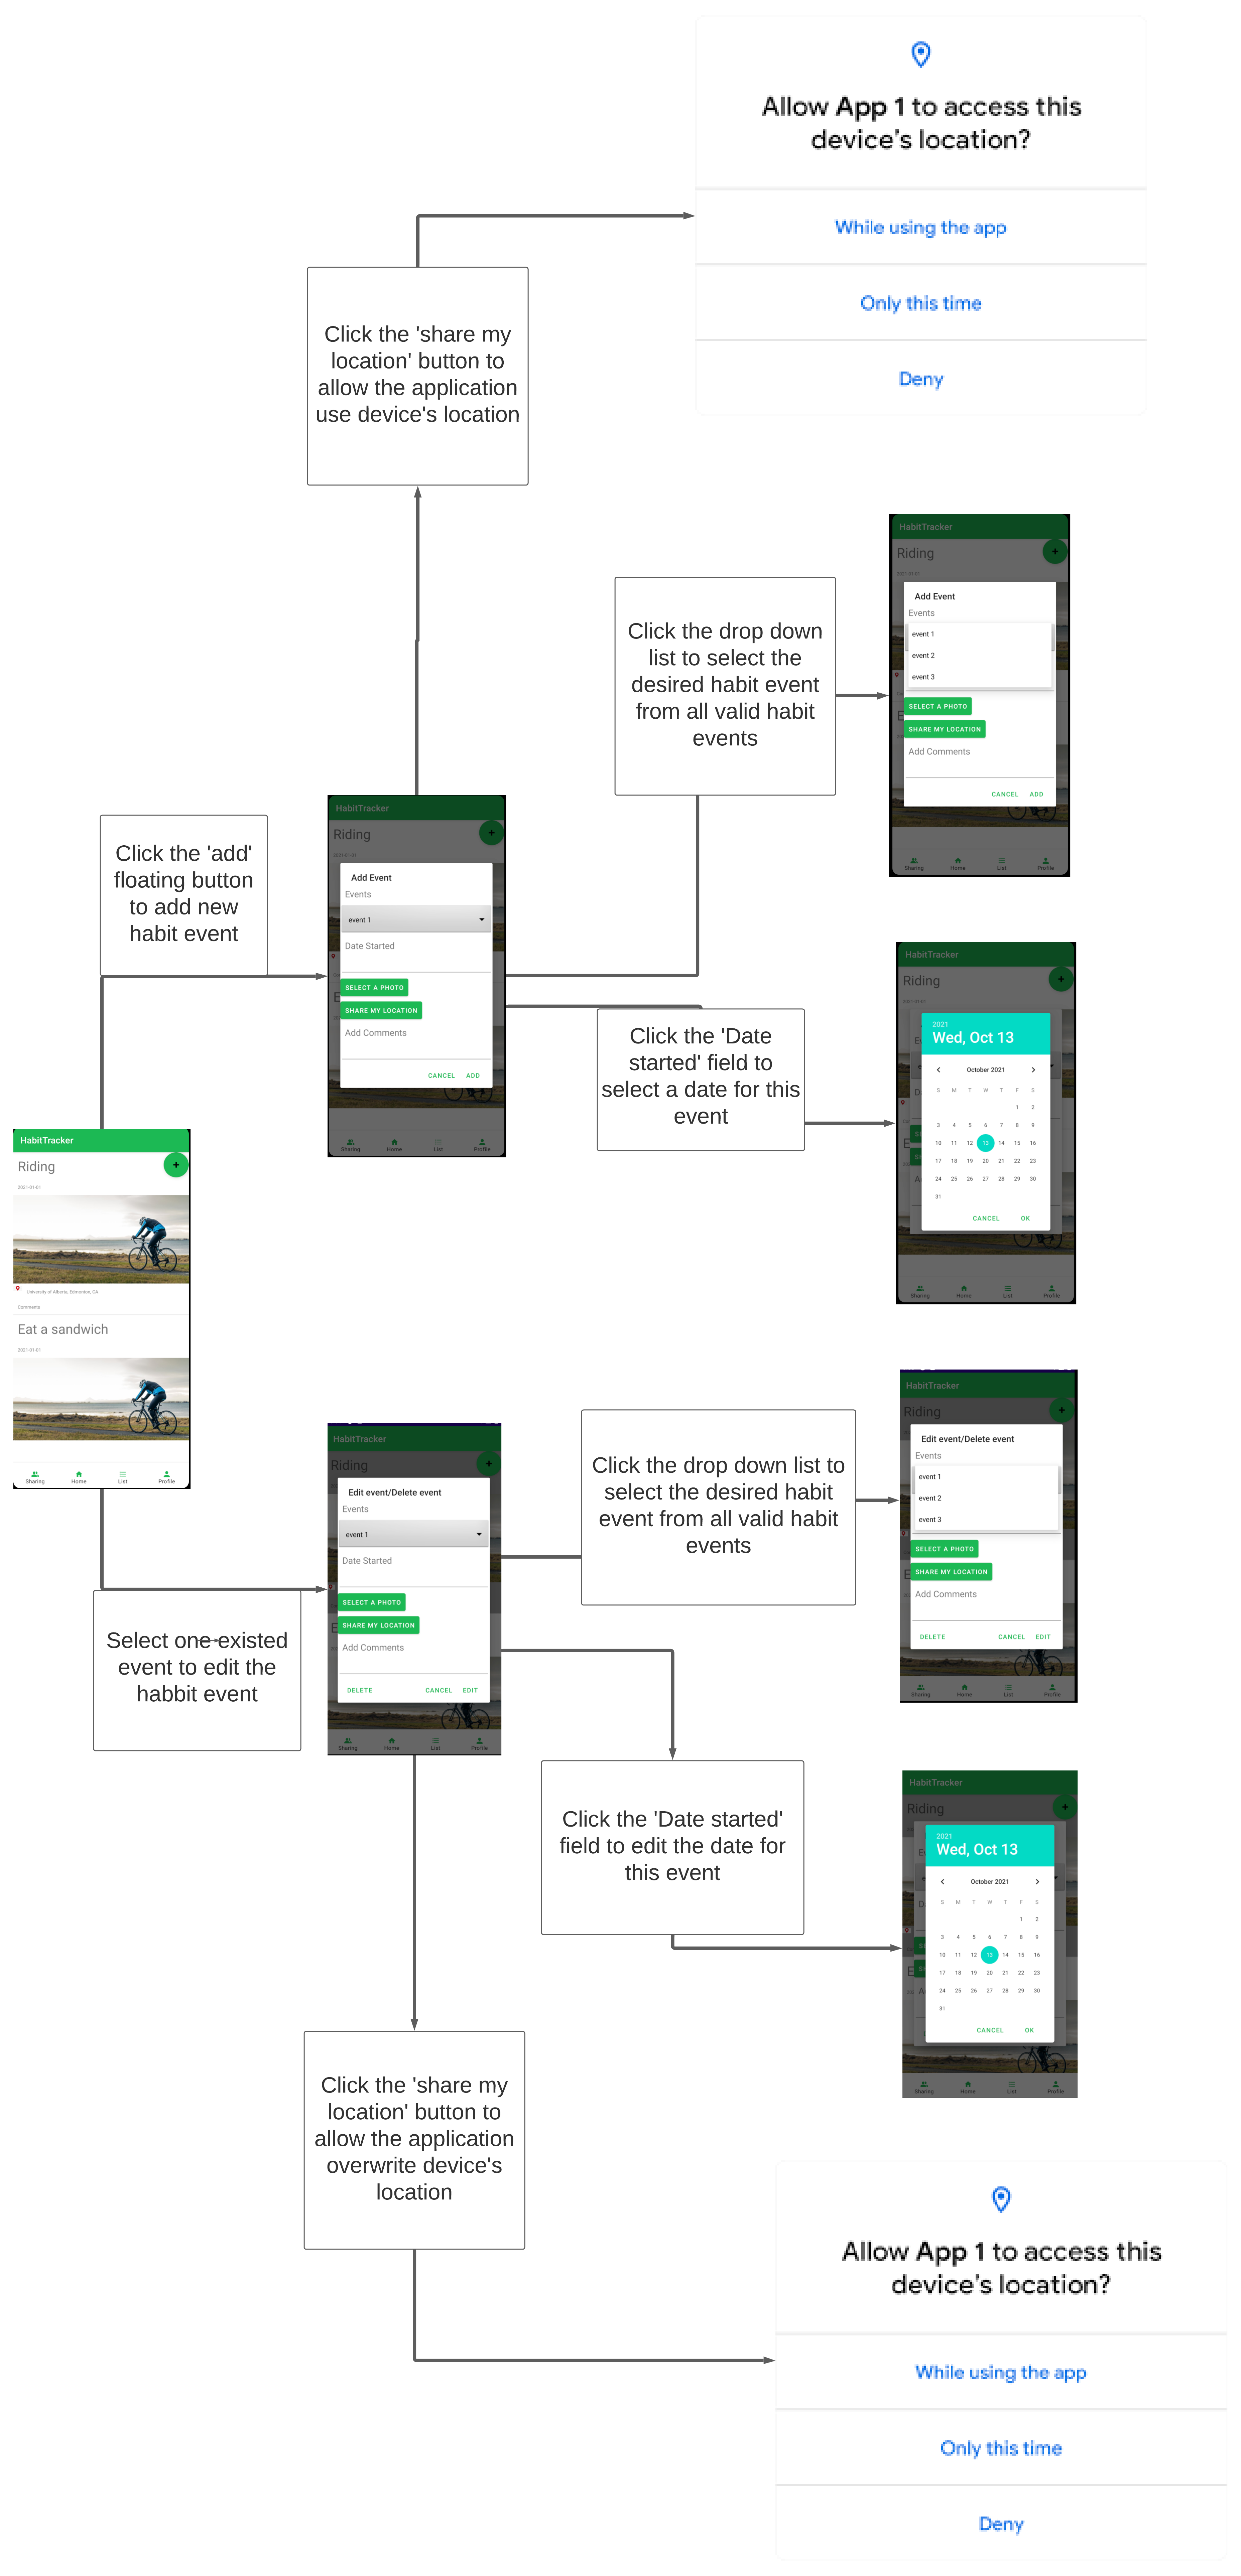 Allow App 1 to access this
device's location?
While using the app
Only this time
Deny
Click the 'share my
location' button to
allow the application
use device's location
Click the drop down
list to select the
desired habit event
from all valid habit
events
HabitTracker
Riding
+
2021-01-01
Add Event
Events
event 1
event 2
event 3
SELECT A PHOTO
SHARE MY LOCATION
Add Comments
CANCEL ADD
Sharing Home List Profile
Click the 'add'
floating button
to add new
habit event
HabitTracker
Riding
+
2021-01-01
Add Event
Events
event 1
Date Started
SELECT A PHOTO
SHARE MY LOCATION
Add Comments
CANCEL ADD
Sharing Home List Profile
Click the 'Date
started' field to
select a date for this
event
HabitTracker
Riding
+
2021-01-01
2021
Wed, Oct 13
October 2021
S M T W T F S
1 2
3 4 5 6 7 8 9
10 11 12 13 14 15 16
17 18 19 20 21 22 23
24 25 26 27 28 29 30
31
CANCEL OK
Sharing Home List Profile
HabitTracker
Riding
+
2021-01-01
University of Alberta, Edmonton, CA
Comments
Eat a sandwich
2021-01-01
Sharing Home List Profile
Select one existed
event to edit the
habbit event
HabitTracker
Riding
+
Edit event/Delete event
Events
event 1
Date Started
SELECT A PHOTO
SHARE MY LOCATION
Add Comments
DELETE CANCEL EDIT
Sharing Home List Profile
Click the drop down list to
select the desired habit
event from all valid habit
events
HabitTracker
Riding
+
Edit event/Delete event
Events
event 1
event 2
event 3
SELECT A PHOTO
SHARE MY LOCATION
Add Comments
DELETE CANCEL EDIT
Sharing Home List Profile
Click the 'Date started'
field to edit the date for
this event
HabitTracker
Riding
+
2021
Wed, Oct 13
October 2021
S M T W T F S
1 2
3 4 5 6 7 8 9
10 11 12 13 14 15 16
17 18 19 20 21 22 23
24 25 26 27 28 29 30
31
CANCEL OK
Sharing Home List Profile
Click the 'share my
location' button to
allow the application
overwrite device's
location
Allow App 1 to access this
device's location?
While using the app
Only this time
Deny